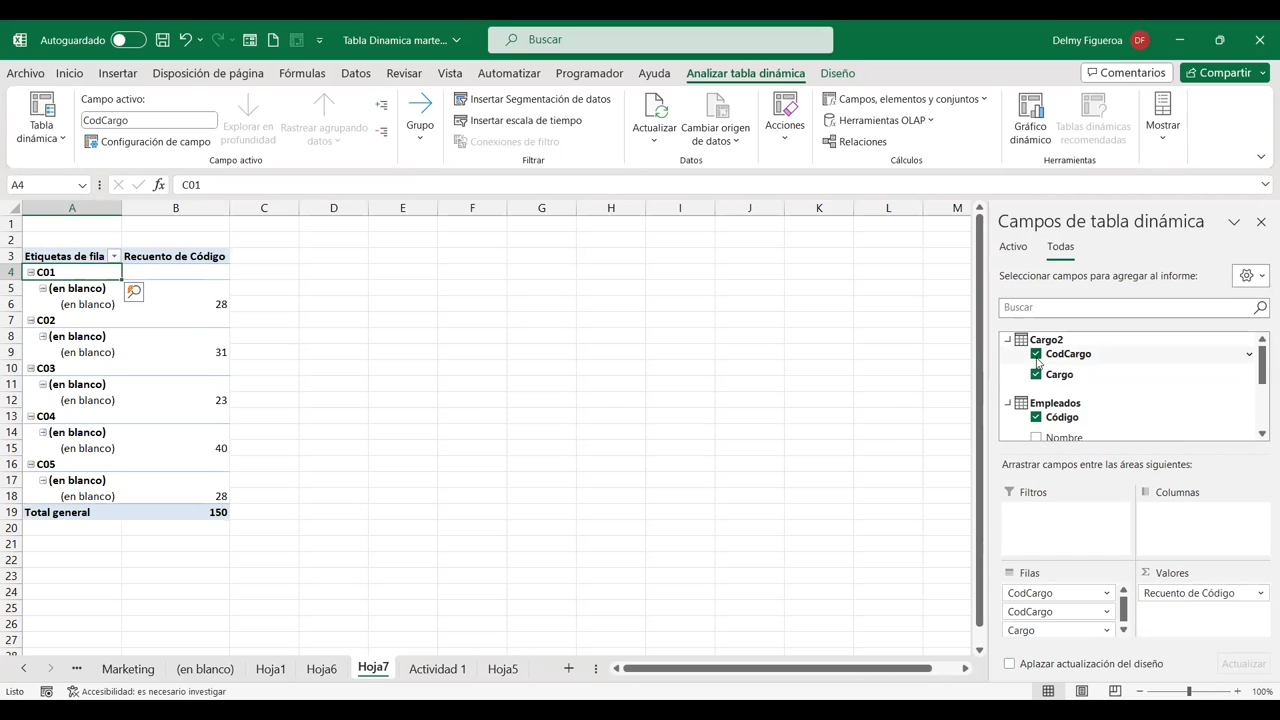 Autoguardado
Tabla Dinamica marte...
Buscar
Delmy Figueroa
DF
Archivo Inicio Insertar Disposición de página Fórmulas Datos Revisar Vista Automatizar Programador Ayuda Analizar tabla dinámica Diseño
Comentarios
Compartir
Tabla dinámica
Campo activo:
CodCargo
Configuración de campo
Explorar en profundidad
Rastrear agrupando datos
Campo activo
Grupo
Insertar Segmentación de datos
Insertar escala de tiempo
Conexiones de filtro
Filtrar
Actualizar
Cambiar origen de datos
Datos
Acciones
Campos, elementos y conjuntos
Herramientas OLAP
Relaciones
Cálculos
Gráfico dinámico
Tablas dinámicas recomendadas
Herramientas
Mostrar
A4
fx
C01
A B C D E F G H I J K L M
1
2
3 Etiquetas de fila Recuento de Código
4 C01
5 (en blanco)
6 (en blanco) 28
7 C02
8 (en blanco)
9 (en blanco) 31
10 C03
11 (en blanco)
12 (en blanco) 23
13 C04
14 (en blanco)
15 (en blanco) 40
16 C05
17 (en blanco)
18 (en blanco) 28
19 Total general 150
20
21
22
23
24
25
26
27
28
Campos de tabla dinámica
Activo Todas
Seleccionar campos para agregar al informe:
Buscar
Cargo2
CodCargo
Cargo
Empleados
Código
Nombre
Arrastrar campos entre las áreas siguientes:
Filtros
Columnas
Filas
CodCargo
CodCargo
Cargo
Σ Valores
Recuento de Código
Aplazar actualización del diseño
Actualizar
... Marketing (en blanco) Hoja1 Hoja6 Hoja7 Actividad 1 Hoja5
Listo
Accesibilidad: es necesario investigar
100%